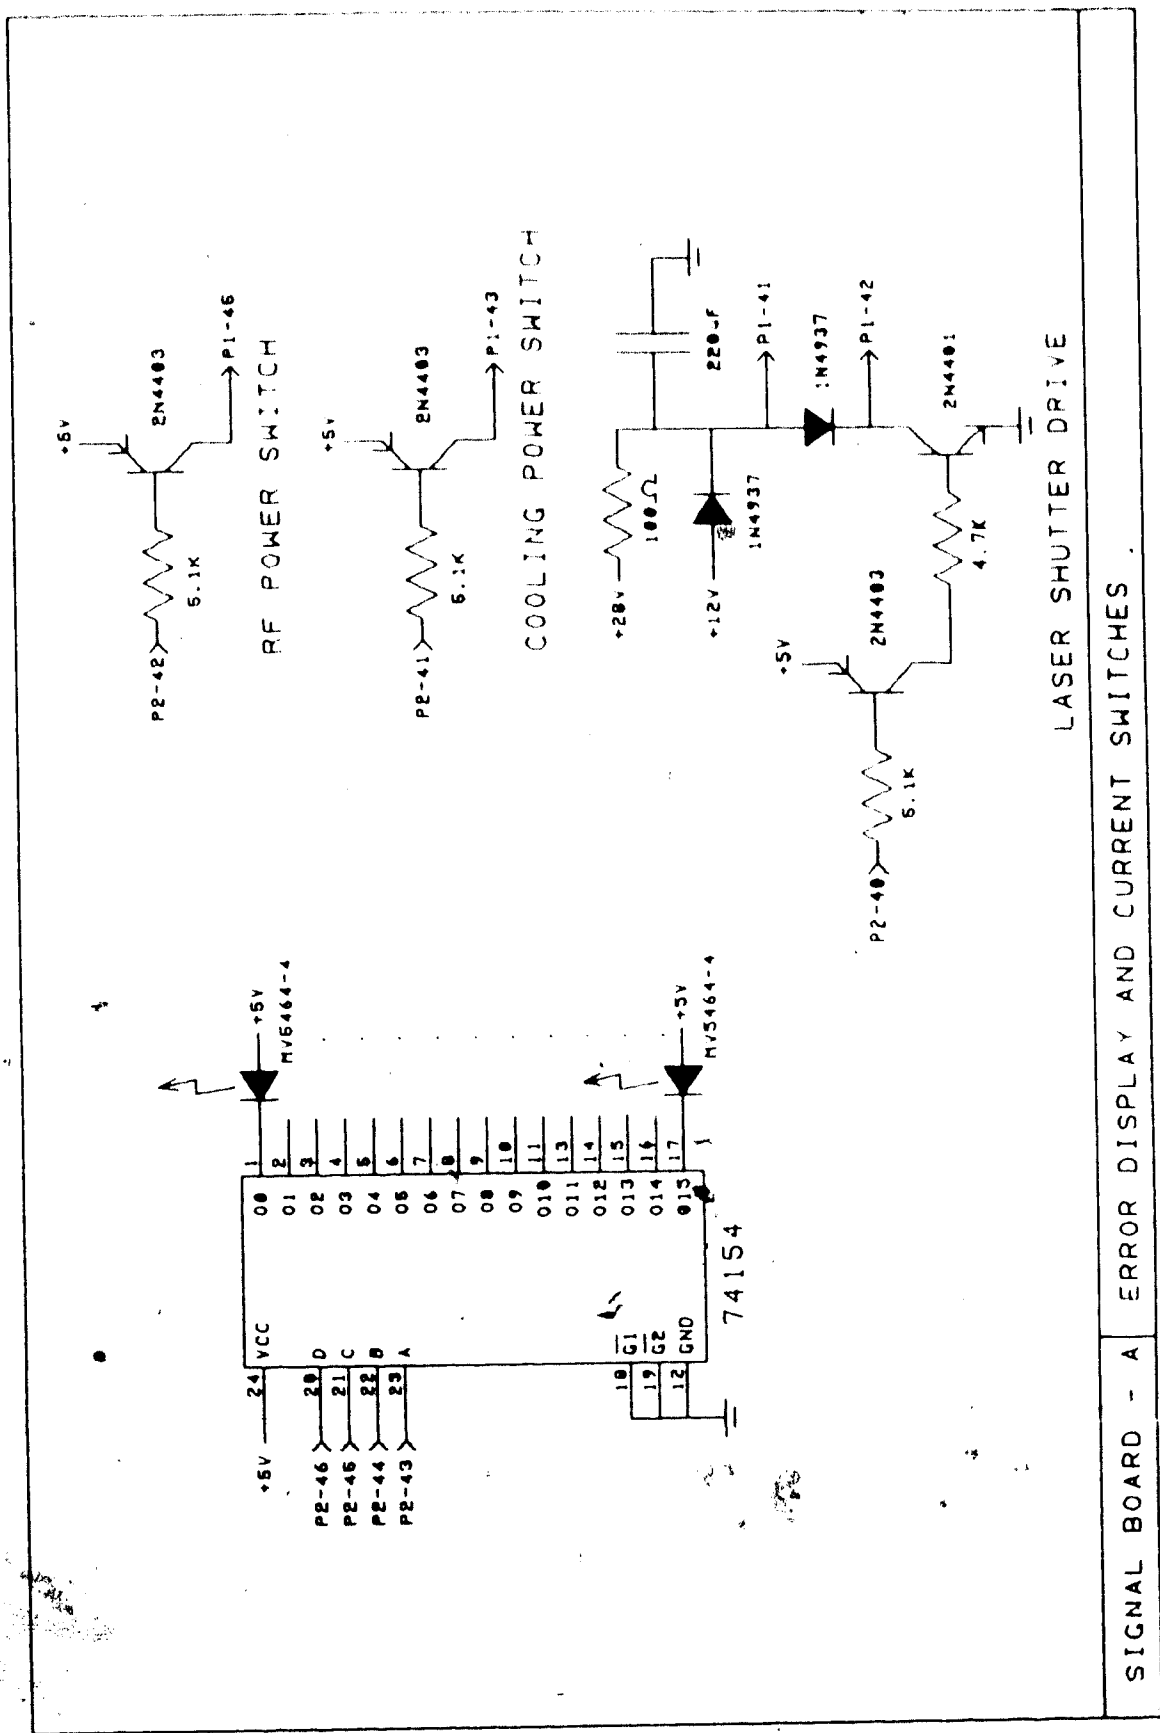 +5V
24
VCC
P2-46
20
D
P2-45
21
C
P2-44
22
B
P2-43
23
A
18
G1
19
G2
12
GND
74154
O0
1
O1
2
O2
3
O3
4
O4
5
O5
6
O6
7
O7
8
O8
9
O9
10
O10
11
O11
13
O12
14
O13
15
O14
16
O15
17
+5V
MV5464-4
+5V
MV5464-4
P2-42
5.1K
+5V
2N4403
RF POWER SWITCH
P2-41
5.1K
+5V
2N4403
P1-43
COOLING POWER SWITCH
+28V
100Ω
220uF
+12V
1N4937
P1-41
1N4937
P1-42
P2-40
5.1K
+5V
2N4403
4.7K
2N4401
LASER SHUTTER DRIVE
SIGNAL BOARD - A
ERROR DISPLAY AND CURRENT SWITCHES